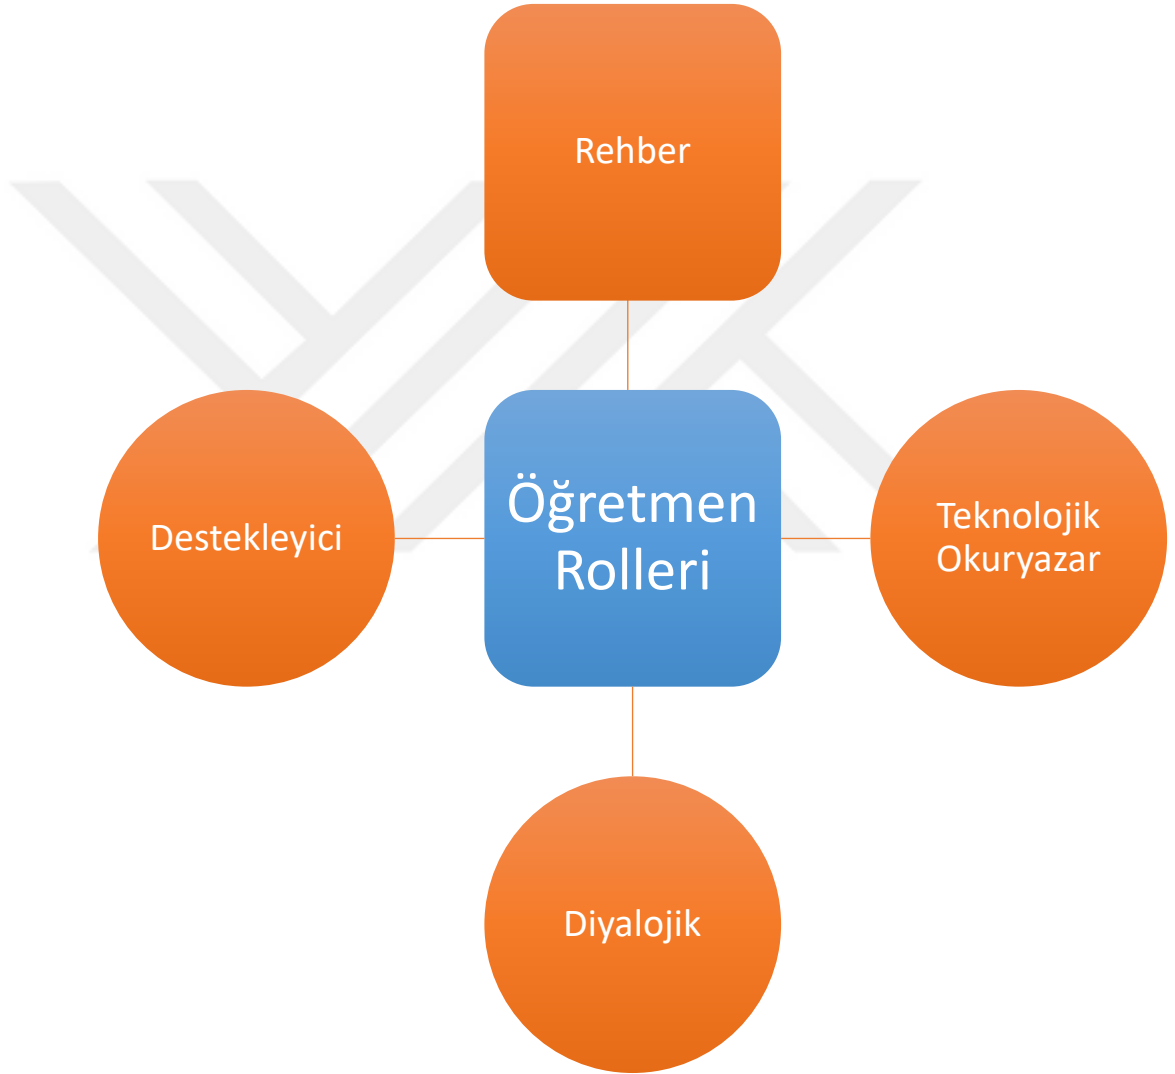 Rehber
Destekleyici
Öğretmen
Rolleri
Teknolojik
Okuryazar
Diyalojik